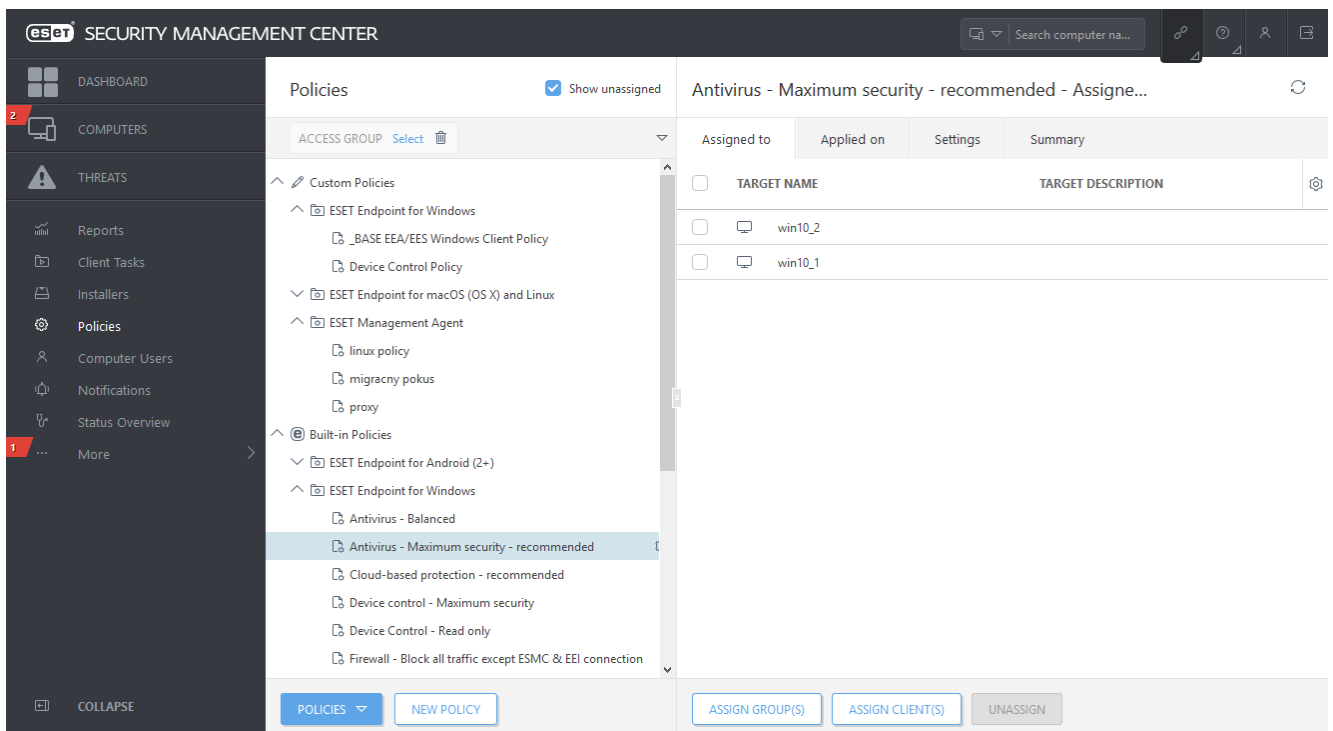 eset SECURITY MANAGEMENT CENTER
Search computer na...
DASHBOARD
2
COMPUTERS
THREATS
Reports
Client Tasks
Installers
Policies
Computer Users
Notifications
Status Overview
1
More
COLLAPSE
Policies
Show unassigned
ACCESS GROUP Select
Custom Policies
ESET Endpoint for Windows
_BASE EEA/EES Windows Client Policy
Device Control Policy
ESET Endpoint for macOS (OS X) and Linux
ESET Management Agent
linux policy
migracny pokus
proxy
Built-in Policies
ESET Endpoint for Android (2+)
ESET Endpoint for Windows
Antivirus - Balanced
Antivirus - Maximum security - recommended
Cloud-based protection - recommended
Device control - Maximum security
Device Control - Read only
Firewall - Block all traffic except ESMC & EEI connection
POLICIES
NEW POLICY
Antivirus - Maximum security - recommended - Assigne...
Assigned to Applied on Settings Summary
TARGET NAME TARGET DESCRIPTION
win10_2
win10_1
ASSIGN GROUP(S) ASSIGN CLIENT(S) UNASSIGN